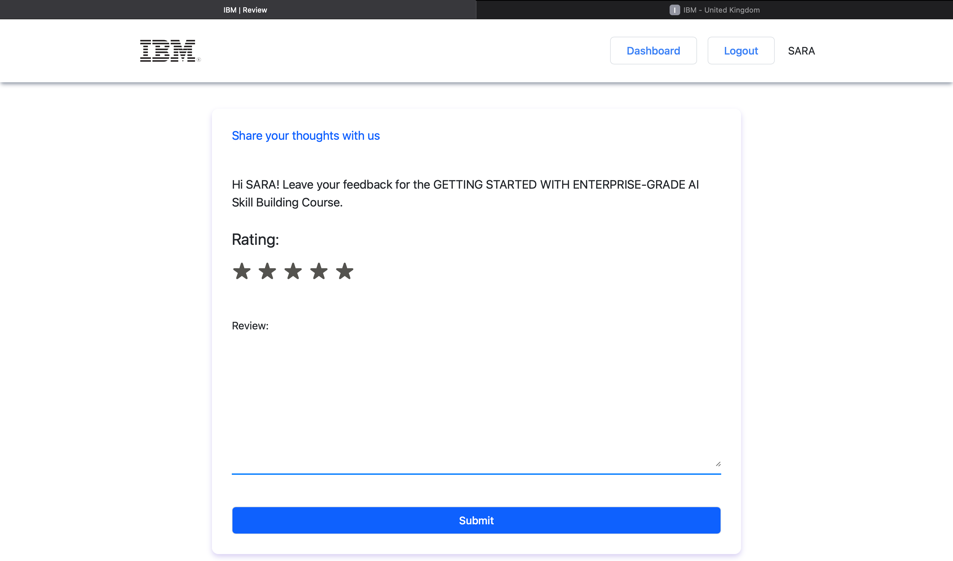 IBM | Review
I IBM - United Kingdom
IBM®
Dashboard
Logout
SARA
Share your thoughts with us
Hi SARA! Leave your feedback for the GETTING STARTED WITH ENTERPRISE-GRADE AI
Skill Building Course.
Rating:
Review:
Submit